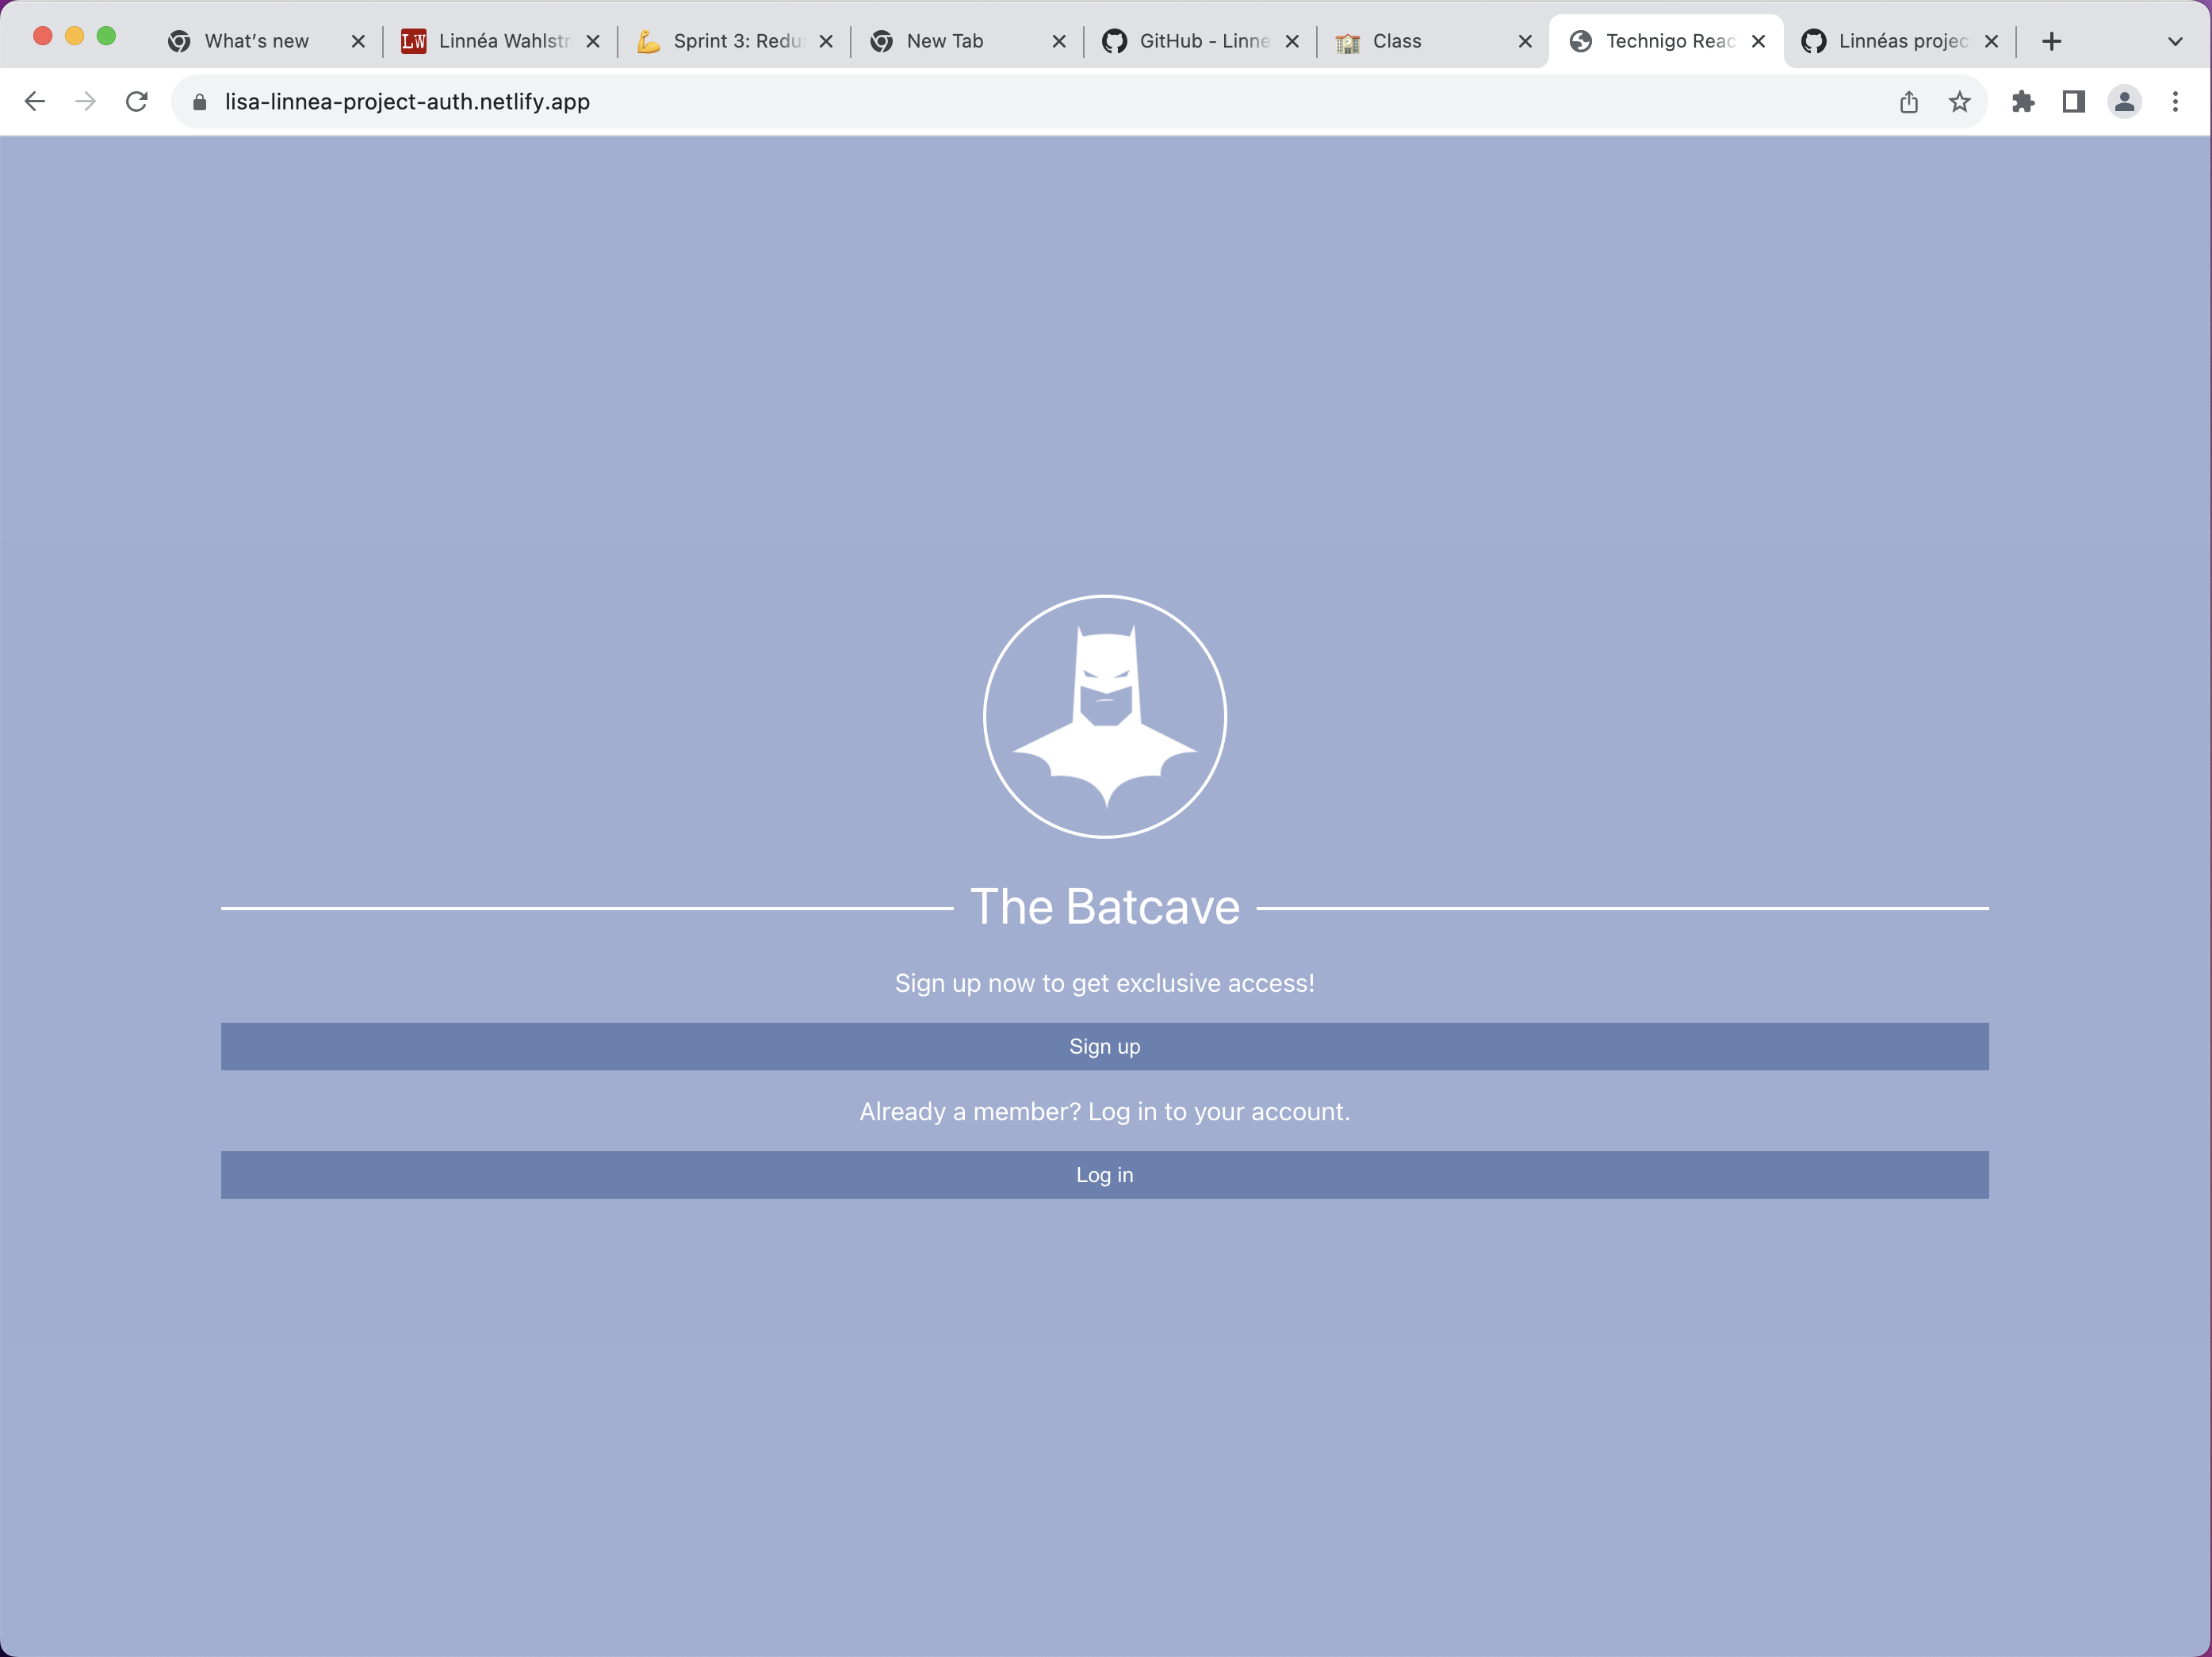 What's new
LW Linnéa Wahlstr
Sprint 3: Redu
New Tab
GitHub - Linne
Class
Technigo Reac
Linnéas projec
lisa-linnea-project-auth.netlify.app
The Batcave
Sign up now to get exclusive access!
Sign up
Already a member? Log in to your account.
Log in